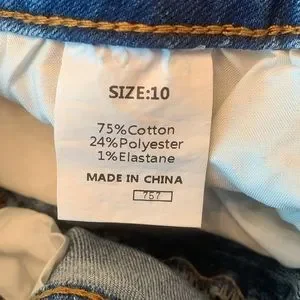 SIZE:10
75%Cotton
24%Polyester
1%Elastane
MADE IN CHINA
757